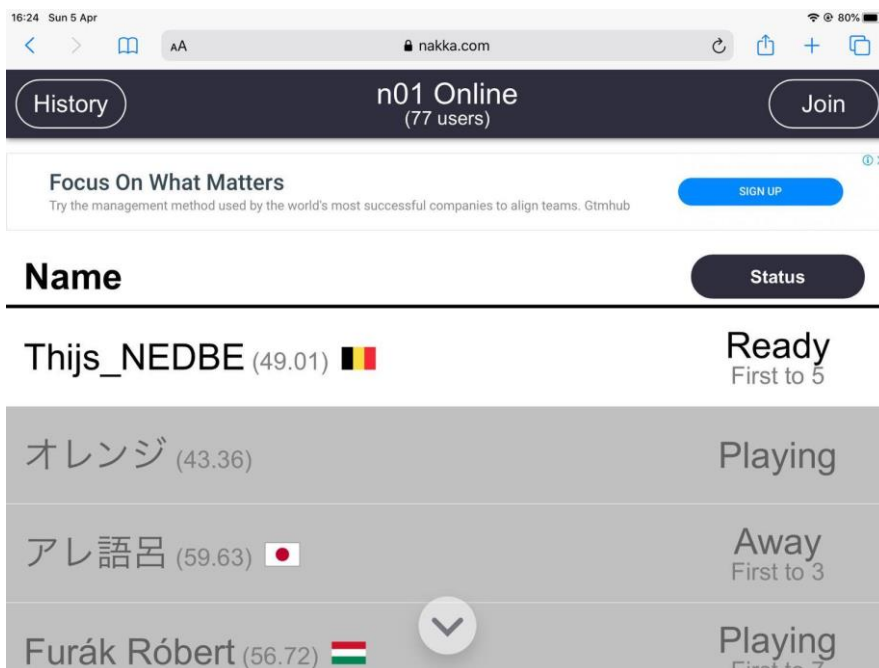 16:24 Sun 5 Apr
80%
AA
nakka.com
History
n01 Online
(77 users)
Join
Focus On What Matters
Try the management method used by the world's most successful companies to align teams. Gtmhub
SIGN UP
Name
Status
Thijs_NEDBE (49.01)
Ready
First to 5
オレンジ (43.36)
Playing
アレ語呂 (59.63)
Away
First to 3
Furák Róbert (56.72)
Playing
First to 7